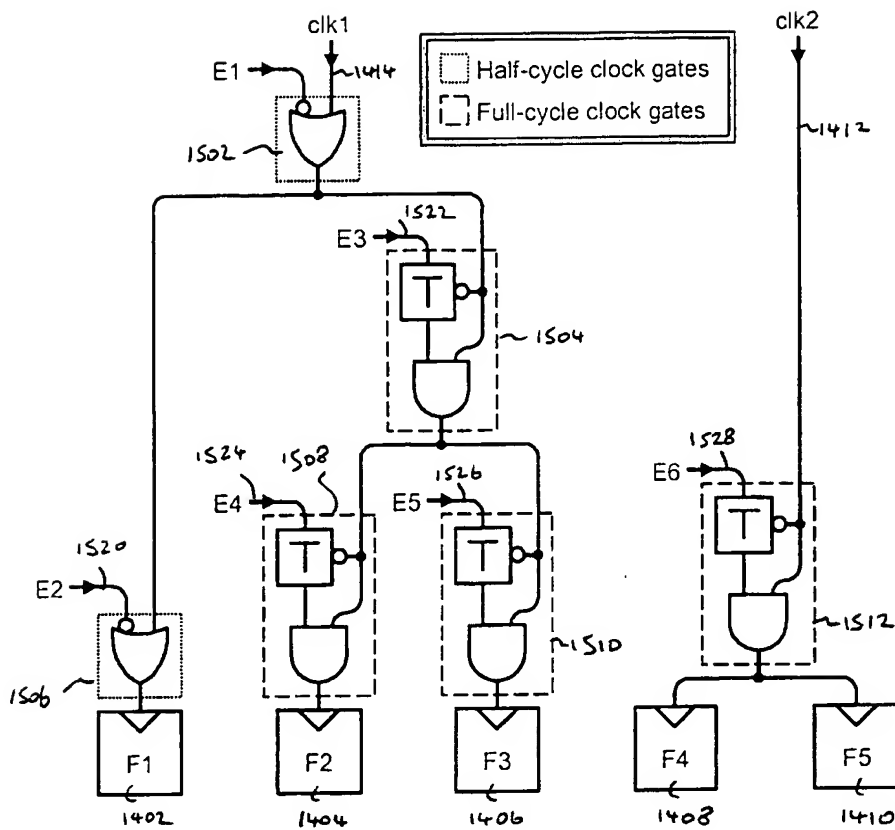 clk1
clk2
E1
1414
Half-cycle clock gates
Full-cycle clock gates
1502
1412
E3
1522
T
1504
1524
1508
E4
1526
E5
1528
E6
T
T
T
1520
E2
1510
1512
1506
F1
F2
F3
F4
F5
1402
1404
1406
1408
1410